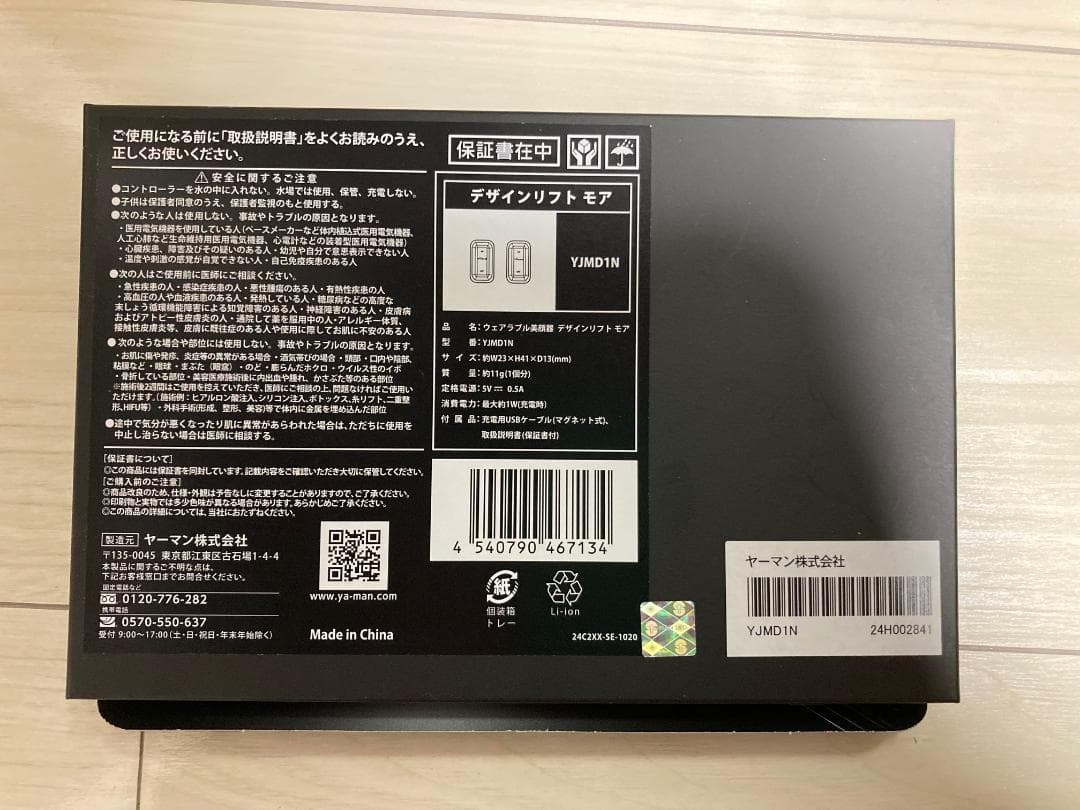 ご使用になる前に「取扱説明書」をよくお読みのうえ、
正しくお使いください。
⚠安全に関するご注意
●コントローラーを水の中に入れない。水場では使用、保管、充電しない。
●子供は保護者同意のうえ、保護者監視のもと使用する。
●次のような人は使用しない。事故やトラブルの原因となります。
・医用電気機器を使用している人(ペースメーカーなど体内植込式医用電気機器、
人工心肺など生命維持用医用電気機器、心電計などの装着型医用電気機器)
・心臓疾患、障害及びその疑いのある人・幼児や自分で意思表示できない人
・温度や刺激の感覚が自覚できない人・自己免疫疾患のある人
●次の人はご使用前に医師にご相談ください。
・急性疾患の人・感染症疾患の人・悪性腫瘍のある人・有熱性疾患の人
・高血圧の人や血液疾患のある人・発熱している人・糖尿病などの高度な
末しょう循環機能障害による知覚障害のある人・神経障害のある人・皮膚病
およびアトピー性皮膚炎の人・通院して薬を服用中の人・アレルギー体質、
接触性皮膚炎等、皮膚に既往症のある人や使用に際してお肌に不安のある人
●次のような場合や部位には使用しない。事故やトラブルの原因となります。
・お肌に傷や発疹、炎症等の異常がある場合・酒気帯びの場合・頭部・口内や陰部、
粘膜など・眼球・まぶた(眼窩)・のど・膨らんだホクロ・ウイルス性のイボ
・骨折している部位・美容医療施術後に内出血や腫れ、かさぶた等のある部位
※施術後2週間はご使用を控えていただき、医師にご相談の上、問題なければご使用い
ただけます。(施術例:ヒアルロン酸注入、シリコン注入、ボトックス、糸リフト、二重整
形、HIFU等)・外科手術(形成、整形、美容)等で体内に金属を埋め込んだ部位
●途中で気分が悪くなったり肌に異常があらわれた場合は、ただちに使用を
中止し治らない場合は医師に相談する。
[保証書について]
◎この商品には保証書を同封しています。記載内容をご確認いただき大切に保管してください。
[ご購入前のご注意]
◎商品改良のため、仕様・外観は予告なしに変更することがありますので、ご了承ください。
◎印刷物と実物では多少色味が異なる場合があります。あらかじめご了承ください。
◎この商品の詳細については、当社におたずねください。
製造元 ヤーマン株式会社
〒135-0045 東京都江東区古石場1-4-4
本製品に関するご不明な点は、
下記お客様窓口までお問合せください。
固定電話など
0120-776-282
携帯電話
0570-550-637
受付 9:00〜17:00(土・日・祝日・年末年始除く)
www.ya-man.com
Made in China
保証書在中
デザインリフト モア
YJMD1N
品名:ウェアラブル美顔器 デザインリフト モア
型番:YJMD1N
サイズ:約W23×H41×D13(mm)
質量:約11g(1個分)
定格電源:5V⎓0.5A
消費電力:最大約1W(充電時)
付属品:充電用USBケーブル(マグネット式)、
取扱説明書(保証書付)
4 540790 467134
紙
個装箱
トレー
Li-ion
24C2XX-SE-1020
ヤーマン株式会社
YJMD1N 24H002841